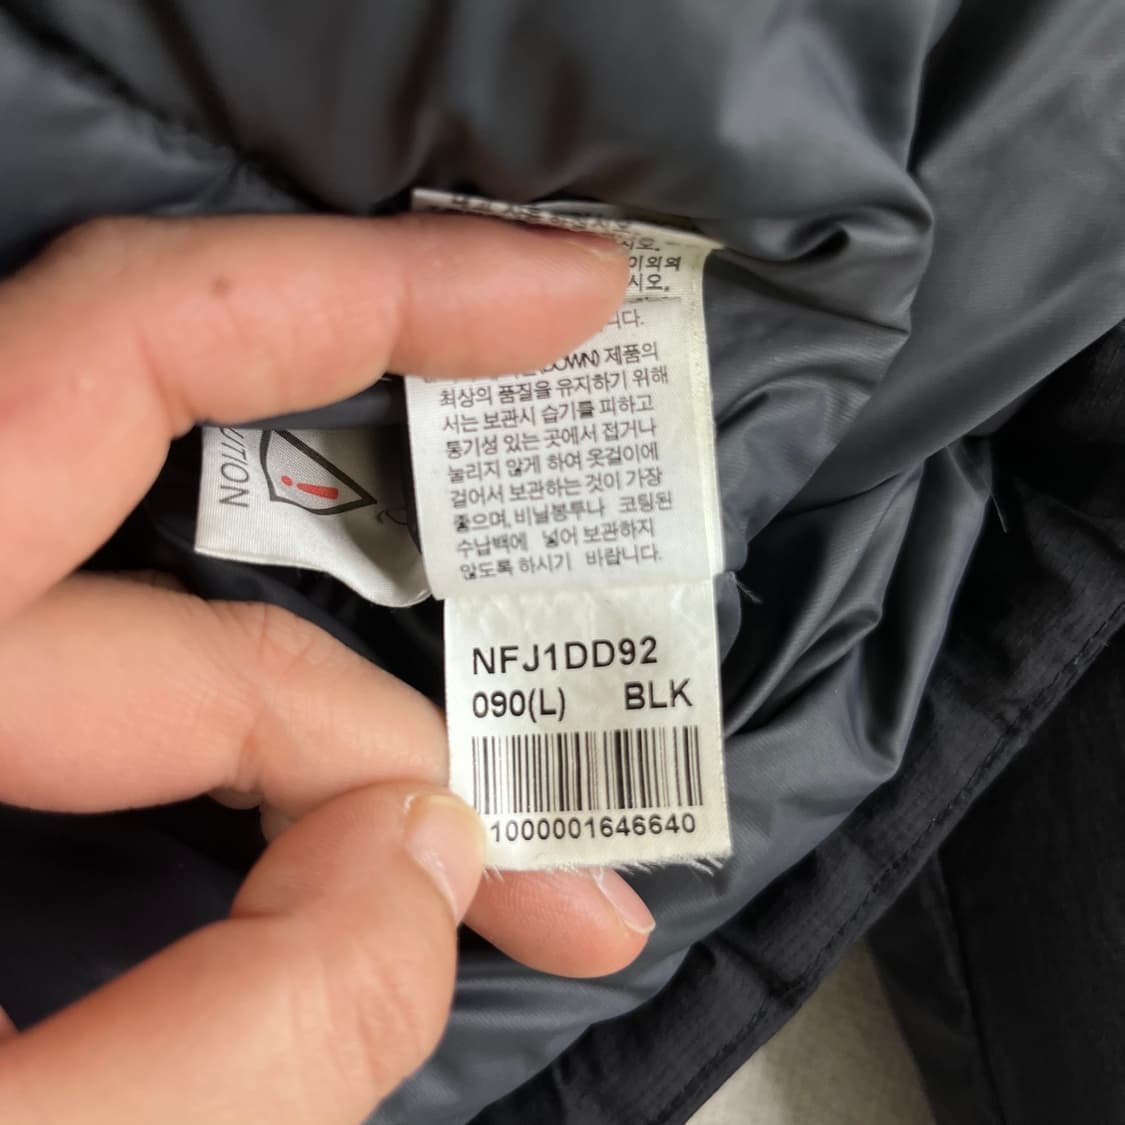 시오.
이외의
시오.
니다.
(DOWN) 제품의
최상의 품질을 유지하기 위해
서는 보관시 습기를 피하고
통기성 있는 곳에서 접거나
눌리지 않게 하여 옷걸이에
걸어서 보관하는 것이 가장
좋으며, 비닐봉투나 코팅된
수납백에 넣어 보관하지
않도록 하시기 바랍니다.
UTION
NFJ1DD92
090(L) BLK
1000001646640